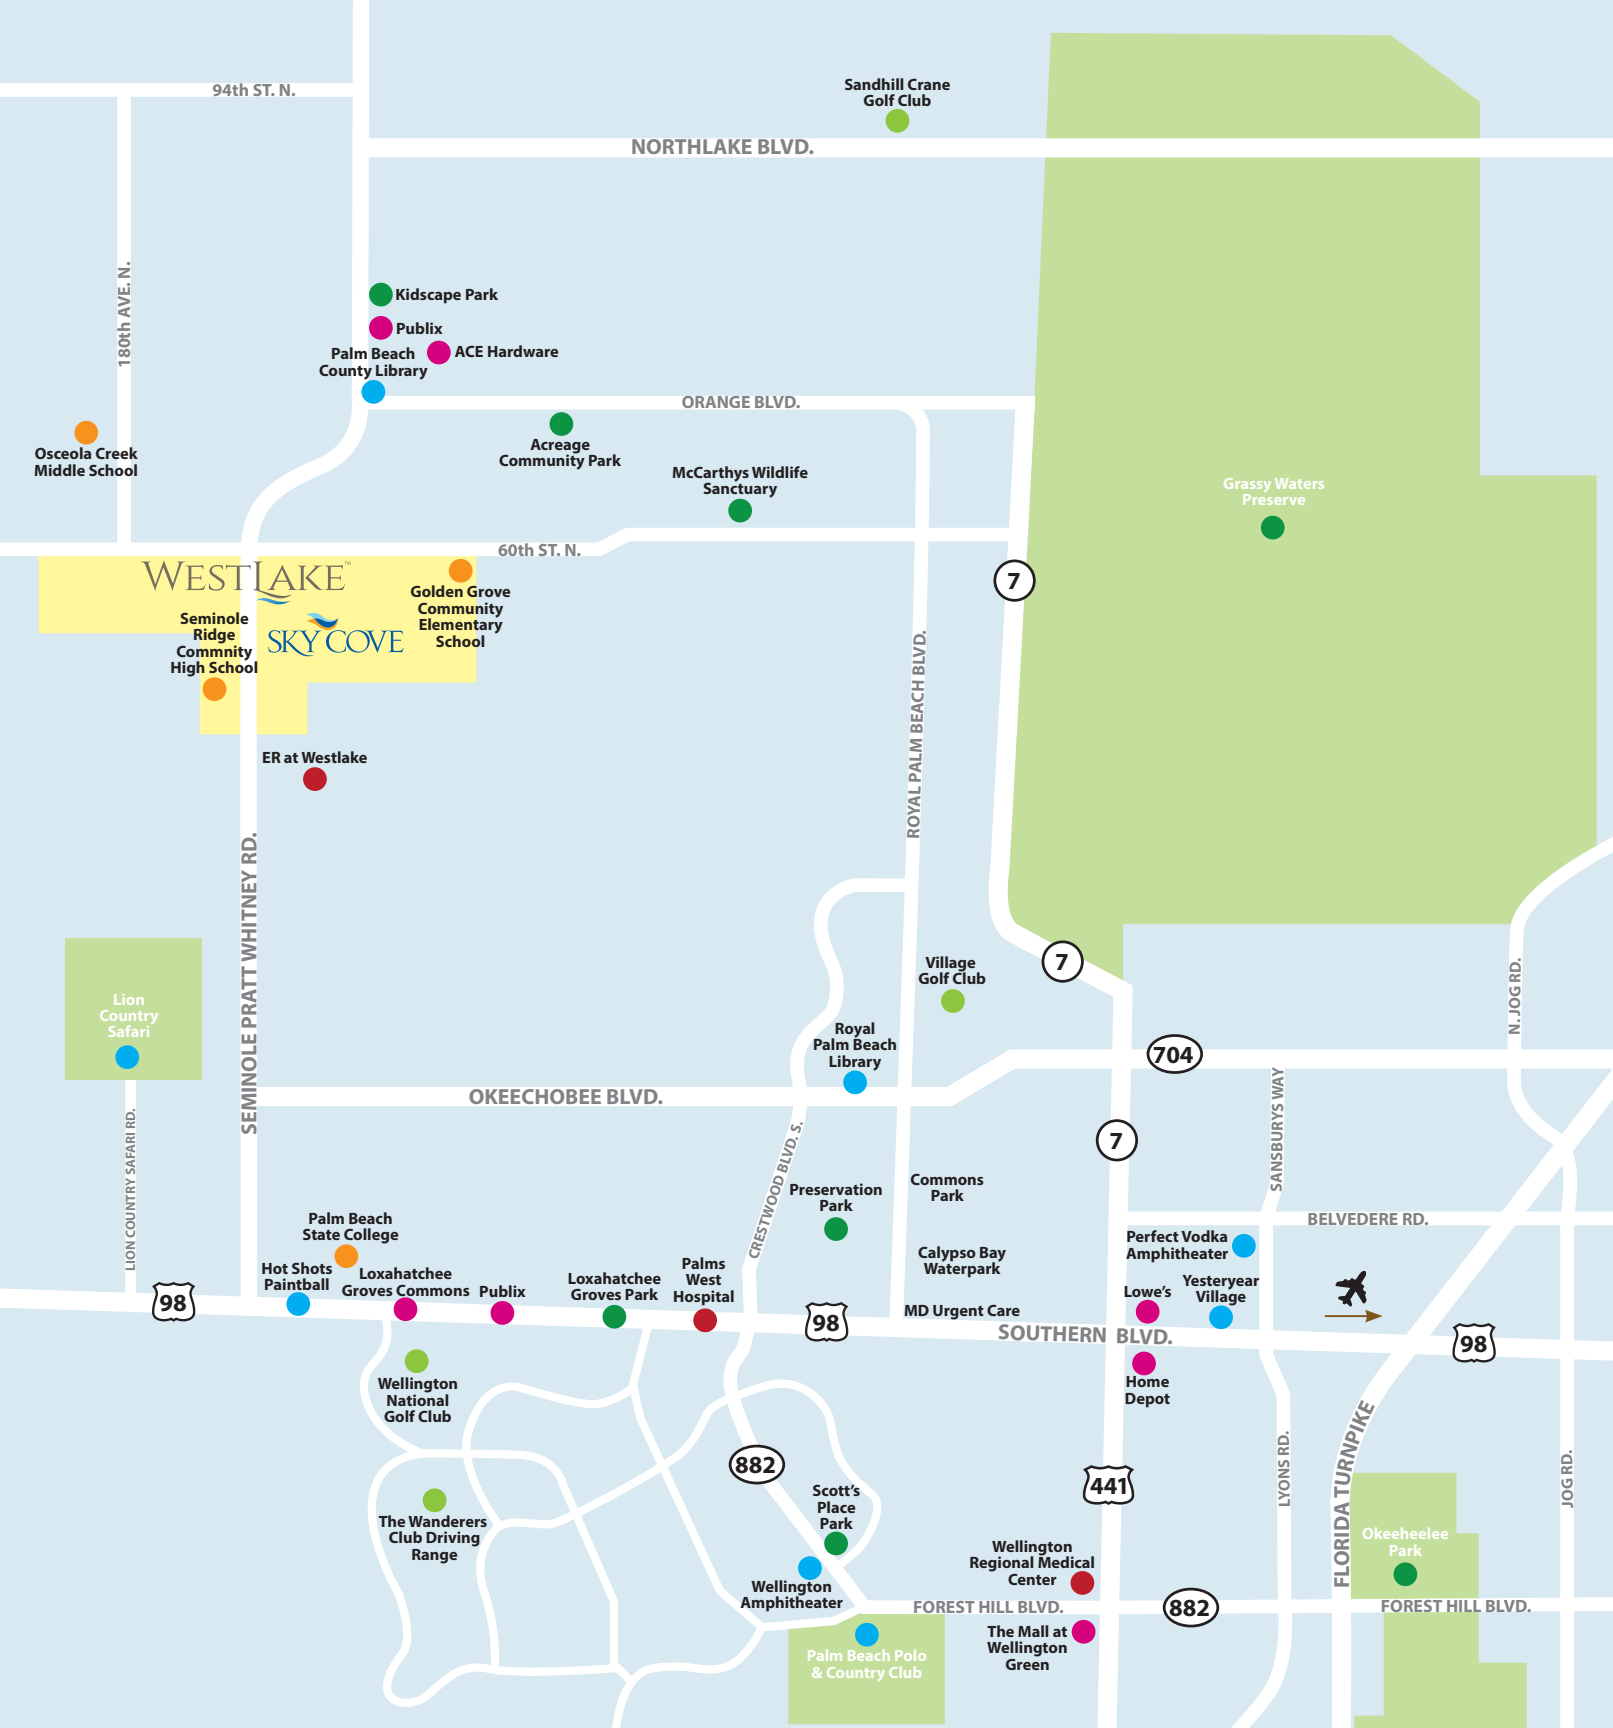 Sandhill Crane
Golf Club
94th ST. N.
NORTHLAKE BLVD.
180th AVE. N.
Kidscape Park
Publix
ACE Hardware
Palm Beach
County Library
ORANGE BLVD.
Osceola Creek
Middle School
Acreage
Community Park
McCarthys Wildlife
Sanctuary
Grassy Waters
Preserve
60th ST. N.
WESTLAKE™
7
Golden Grove
Community
Elementary
School
Seminole
Ridge
Commnity
High School
SKY COVE
ROYAL PALM BEACH BLVD.
ER at Westlake
SEMINOLE PRATT WHITNEY RD.
Lion
Country
Safari
Village
Golf Club
7
N. JOG RD.
Royal
Palm Beach
Library
704
OKEECHOBEE BLVD.
LION COUNTRY SAFARI RD.
CRESTWOOD BLVD. S.
7
SANSBURYS WAY
Preservation
Park
Commons
Park
BELVEDERE RD.
Palm Beach
State College
Perfect Vodka
Amphitheater
Calypso Bay
Waterpark
Hot Shots
Paintball
Loxahatchee
Groves Commons
Publix
Loxahatchee
Groves Park
Palms
West
Hospital
Lowe's
Yesteryear
Village
98
98
MD Urgent Care
SOUTHERN BLVD.
98
Wellington
National
Golf Club
Home
Depot
882
441
LYONS RD.
FLORIDA TURNPIKE
JOG RD.
The Wanderers
Club Driving
Range
Scott's
Place
Park
Wellington
Amphitheater
Wellington
Regional Medical
Center
Okeeheelee
Park
FOREST HILL BLVD.
882
FOREST HILL BLVD.
The Mall at
Wellington
Green
Palm Beach Polo
& Country Club